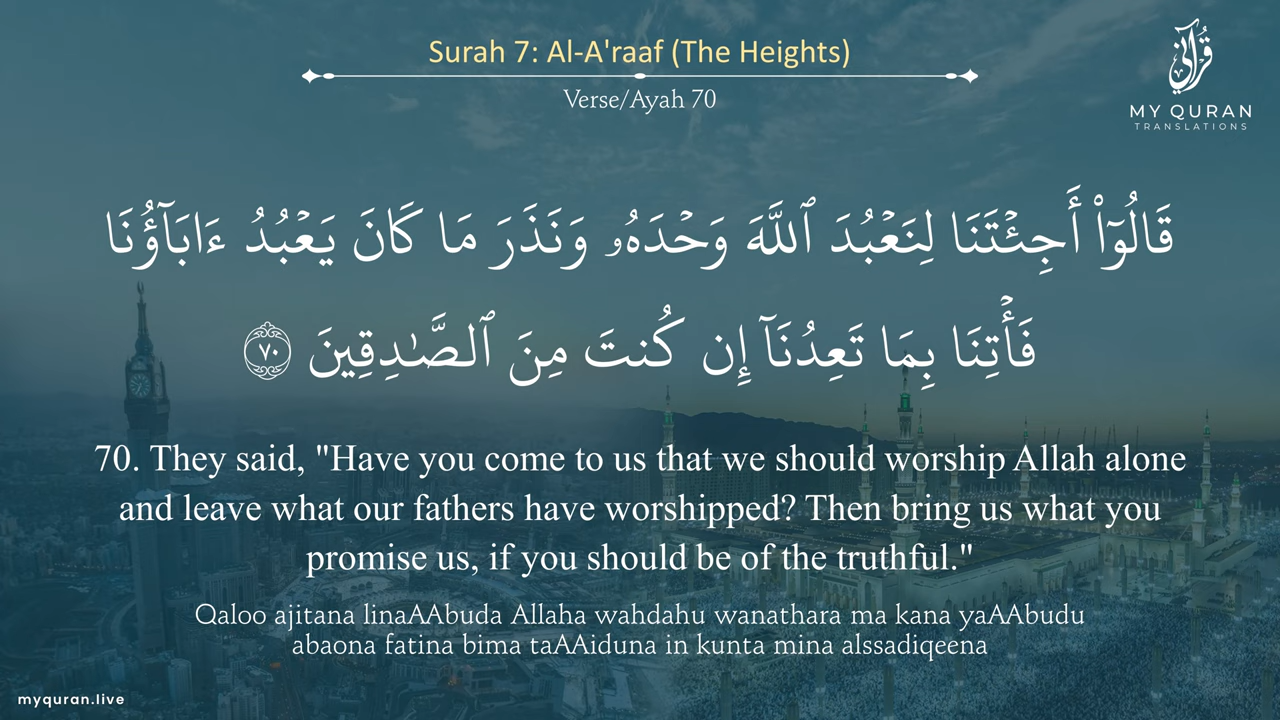 Surah 7: Al-A'raaf (The Heights)
Verse/Ayah 70
قرآني
MY QURAN
TRANSLATIONS
قَالُوٓا۟ أَجِئْتَنَا لِنَعْبُدَ ٱللَّهَ وَحْدَهُۥ وَنَذَرَ مَا كَانَ يَعْبُدُ ءَابَآؤُنَا
فَأْتِنَا بِمَا تَعِدُنَآ إِن كُنتَ مِنَ ٱلصَّـٰدِقِينَ ٧٠
70. They said, "Have you come to us that we should worship Allah alone
and leave what our fathers have worshipped? Then bring us what you
promise us, if you should be of the truthful."
Qaloo ajitana linaAAbuda Allaha wahdahu wanathara ma kana yaAAbudu
abaona fatina bima taAAiduna in kunta mina alssadiqeena
myquran.live